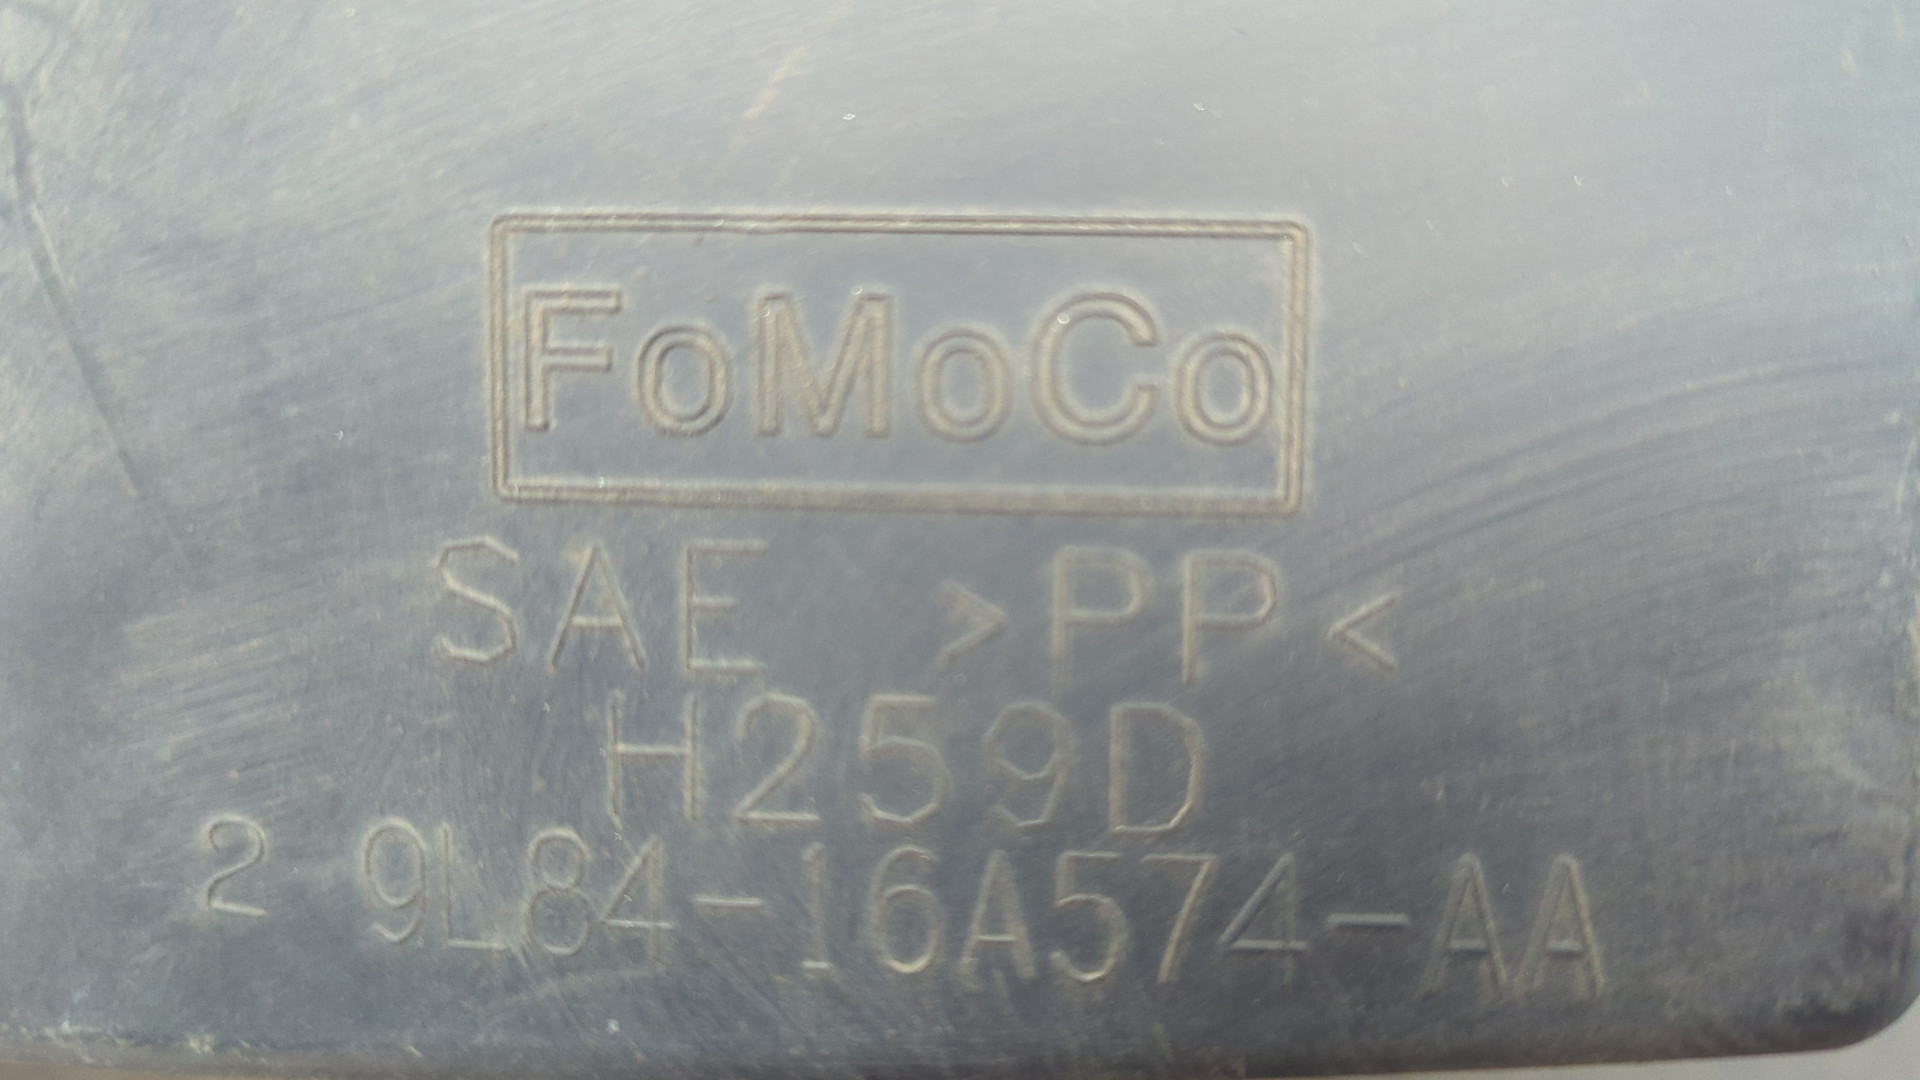 FoMoCo
SAE >PP<
H259D
2 9L84-16A574-AA